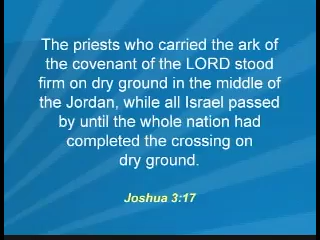 The priests who carried the ark of
the covenant of the LORD stood
firm on dry ground in the middle of
the Jordan, while all Israel passed
by until the whole nation had
completed the crossing on
dry ground.
Joshua 3:17